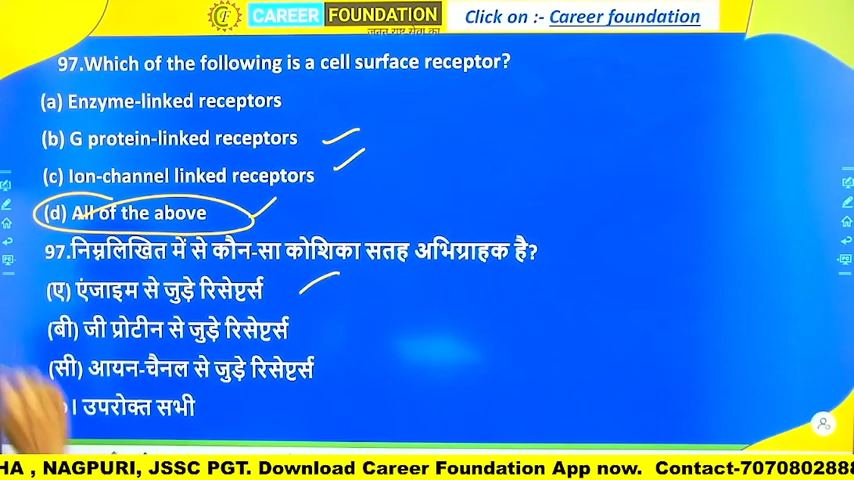 CAREER FOUNDATION
जनत राष्ट्र सेवा का
Click on :- Career foundation
97.Which of the following is a cell surface receptor?
(a) Enzyme-linked receptors
(b) G protein-linked receptors
(c) Ion-channel linked receptors
(d) All of the above
97.निम्नलिखित में से कौन-सा कोशिका सतह अभिग्राहक है?
(ए) एंजाइम से जुड़े रिसेप्टर्स
(बी) जी प्रोटीन से जुड़े रिसेप्टर्स
(सी) आयन-चैनल से जुड़े रिसेप्टर्स
। उपरोक्त सभी
HA , NAGPURI, JSSC PGT. Download Career Foundation App now. Contact-7070802888